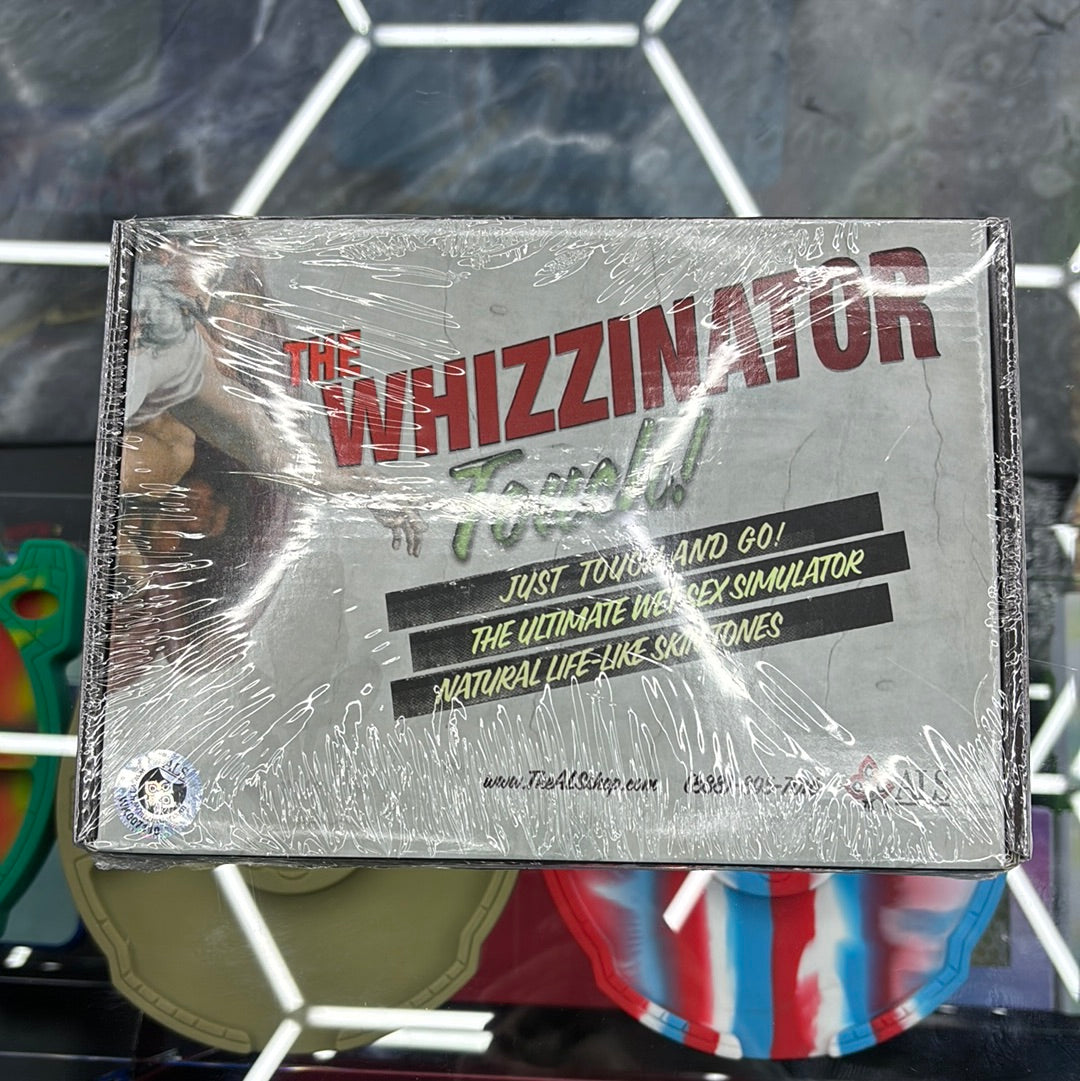 THE
WHIZZINATOR
Touch!
JUST TOUCH AND GO!
THE ULTIMATE WET SEX SIMULATOR
NATURAL LIFE-LIKE SKIN TONES
www.TheALSshop.com
ALS
ALS